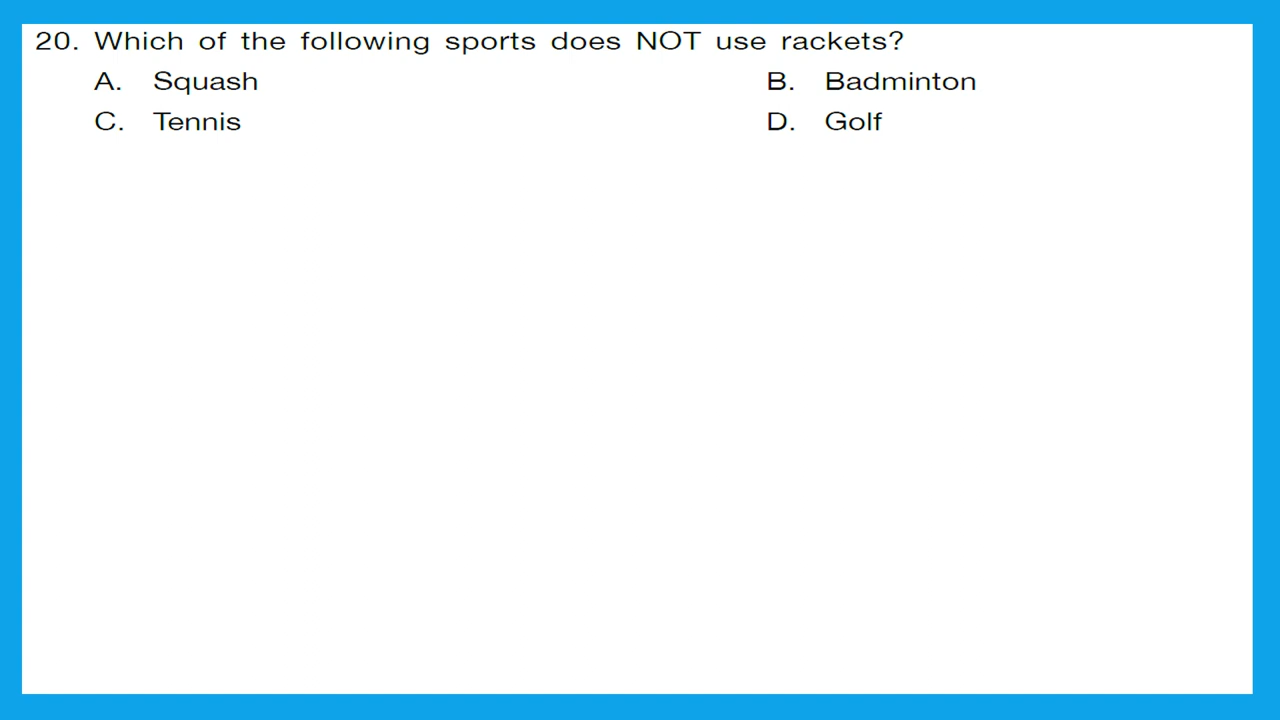 20. Which of the following sports does NOT use rackets?
A. Squash B. Badminton
C. Tennis D. Golf